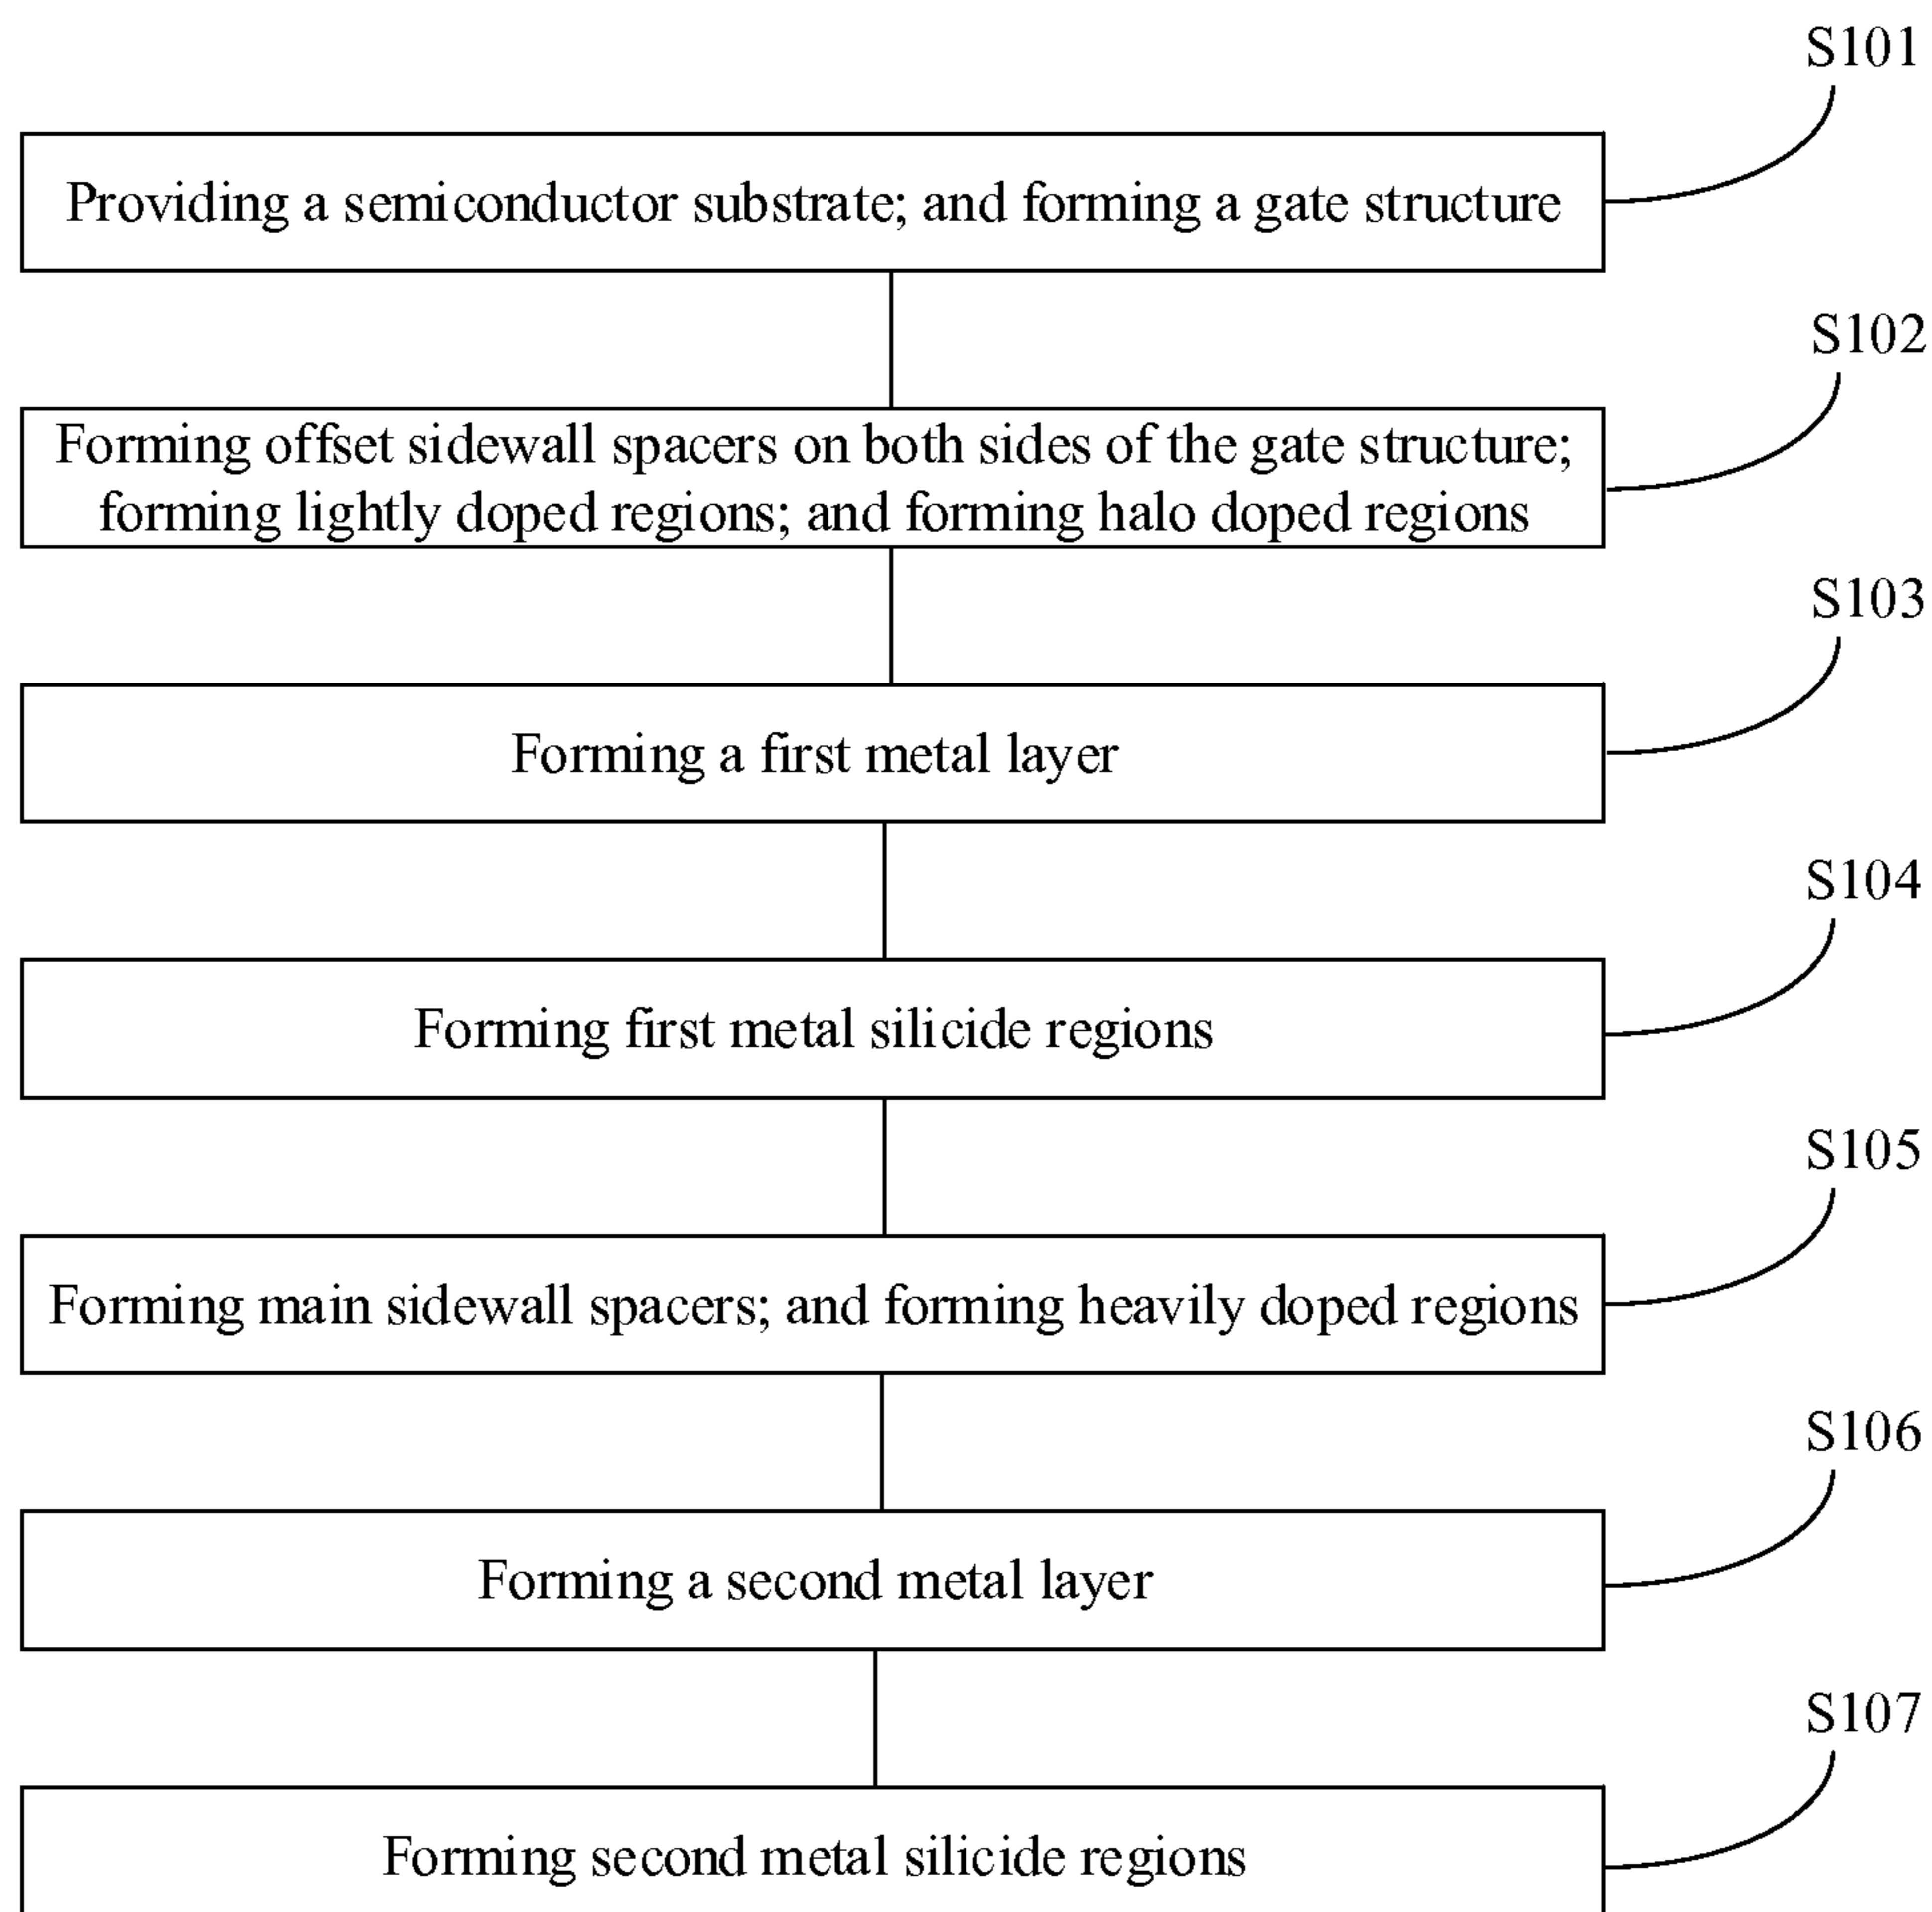 S101
Providing a semiconductor substrate; and forming a gate structure
S102
Forming offset sidewall spacers on both sides of the gate structure;
forming lightly doped regions; and forming halo doped regions
S103
Forming a first metal layer
S104
Forming first metal silicide regions
S105
Forming main sidewall spacers; and forming heavily doped regions
S106
Forming a second metal layer
S107
Forming second metal silicide regions